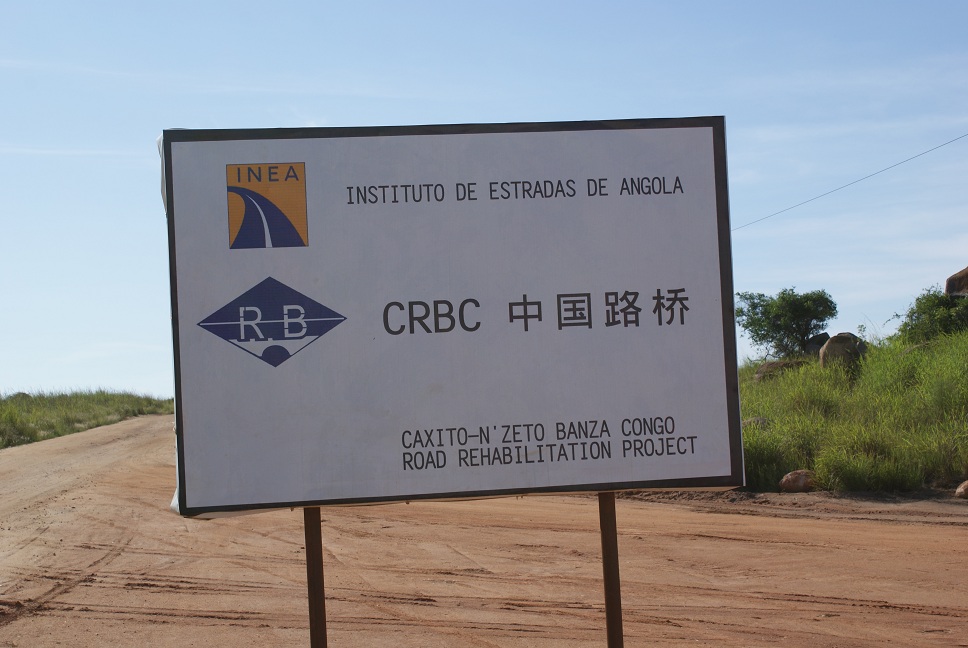 INEA
INSTITUTO DE ESTRADAS DE ANGOLA
R B
CRBC 中国路桥
CAXITO-N'ZETO BANZA CONGO
ROAD REHABILITATION PROJECT